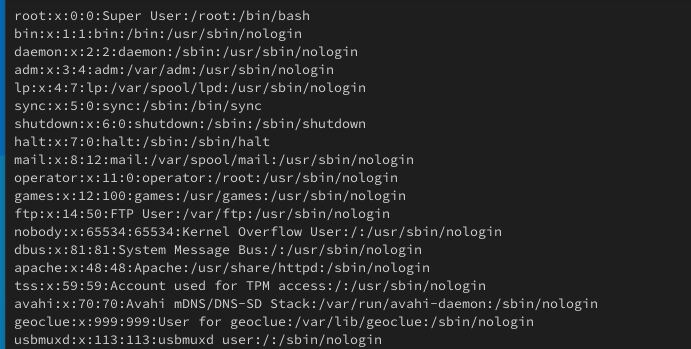 root:x:0:0:Super User:/root:/bin/bash
bin:x:1:1:bin:/bin:/usr/sbin/nologin
daemon:x:2:2:daemon:/sbin:/usr/sbin/nologin
adm:x:3:4:adm:/var/adm:/usr/sbin/nologin
lp:x:4:7:lp:/var/spool/lpd:/usr/sbin/nologin
sync:x:5:0:sync:/sbin:/bin/sync
shutdown:x:6:0:shutdown:/sbin:/sbin/shutdown
halt:x:7:0:halt:/sbin:/sbin/halt
mail:x:8:12:mail:/var/spool/mail:/usr/sbin/nologin
operator:x:11:0:operator:/root:/usr/sbin/nologin
games:x:12:100:games:/usr/games:/usr/sbin/nologin
ftp:x:14:50:FTP User:/var/ftp:/usr/sbin/nologin
nobody:x:65534:65534:Kernel Overflow User:/:/usr/sbin/nologin
dbus:x:81:81:System Message Bus:/:/usr/sbin/nologin
apache:x:48:48:Apache:/usr/share/httpd:/sbin/nologin
tss:x:59:59:Account used for TPM access:/:/usr/sbin/nologin
avahi:x:70:70:Avahi mDNS/DNS-SD Stack:/var/run/avahi-daemon:/sbin/nologin
geoclue:x:999:999:User for geoclue:/var/lib/geoclue:/sbin/nologin
usbmuxd:x:113:113:usbmuxd user:/:/sbin/nologin